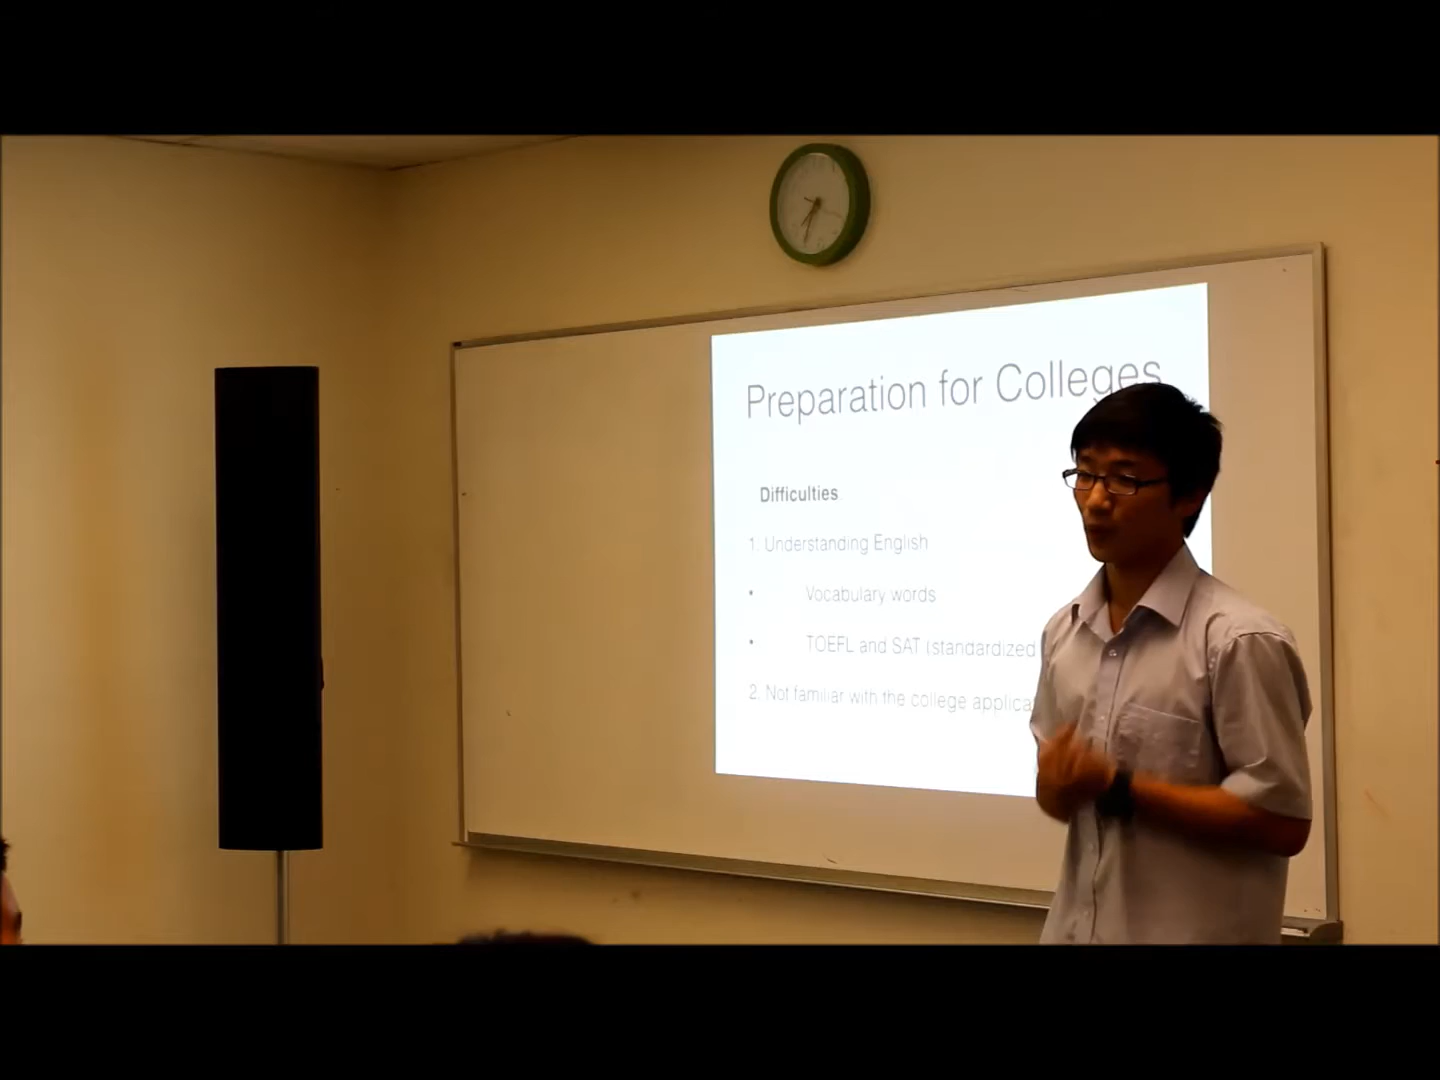 Preparation for Colleges
Difficulties
1. Understanding English
• Vocabulary words
• TOEFL and SAT (standardized
2. Not familiar with the college